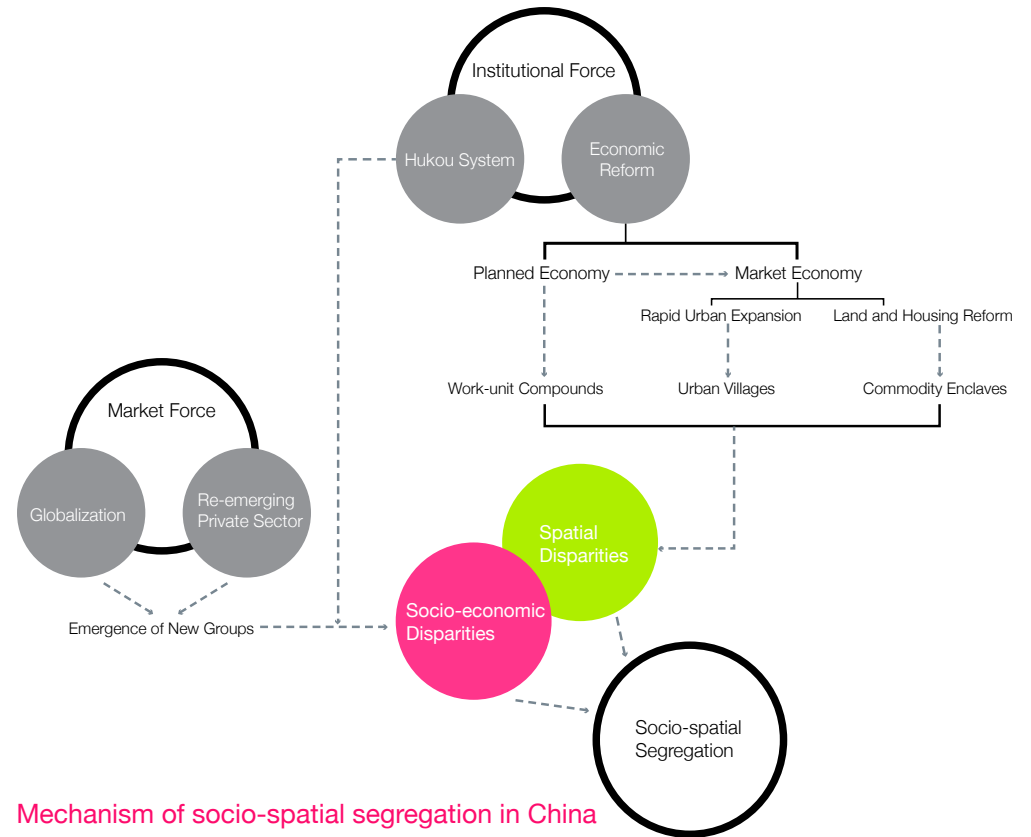 Institutional Force
Hukou System
Economic
Reform
Planned Economy
Market Economy
Rapid Urban Expansion
Land and Housing Reform
Work-unit Compounds
Urban Villages
Commodity Enclaves
Market Force
Globalization
Re-emerging
Private Sector
Emergence of New Groups
Spatial
Disparities
Socio-economic
Disparities
Socio-spatial
Segregation
Mechanism of socio-spatial segregation in China